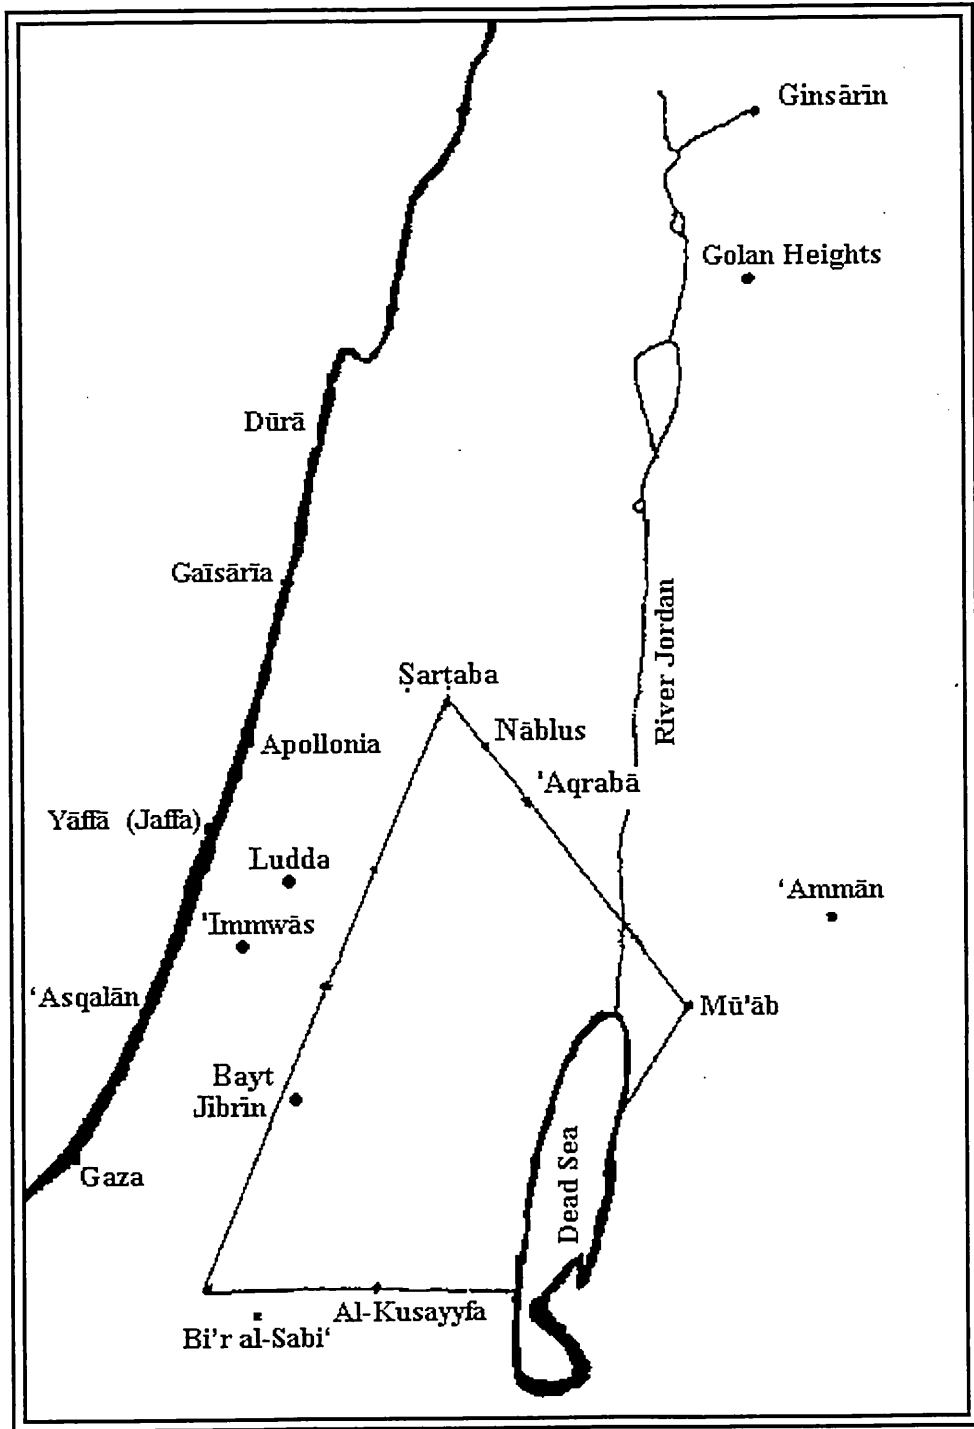 Ginsārīn
Golan Heights
Dūrā
Gaīsārīa
River Jordan
Ṣarṭaba
Nāblus
Apollonia
'Aqrabā
Yāffā (Jaffa)
Ludda
‘Ammān
'Immwās
‘Asqalān
Mū'āb
Bayt
Jibrīn
Gaza
Dead Sea
Al-Kusayyfa
Bi'r al-Sabi‘